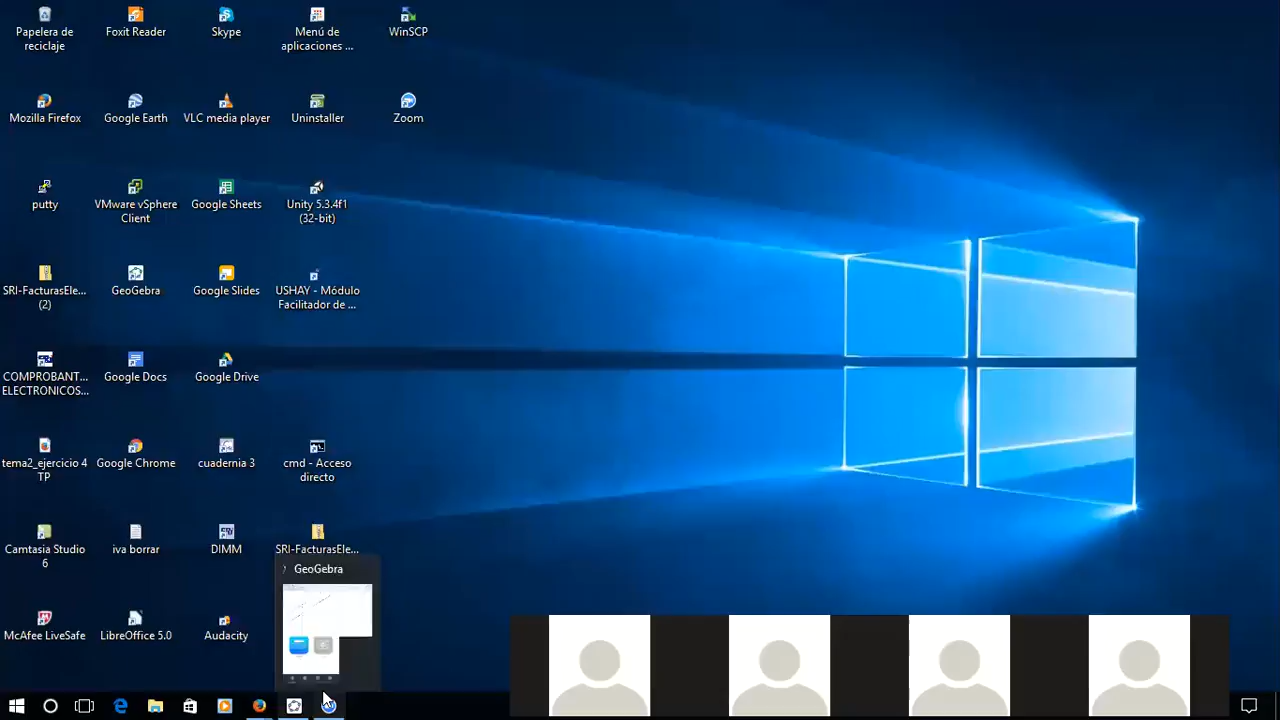 Papelera de
reciclaje
Foxit Reader
Skype
Menú de
aplicaciones ...
WinSCP
Mozilla Firefox
Google Earth
VLC media player
Uninstaller
Zoom
putty
VMware vSphere
Client
Google Sheets
Unity 5.3.4f1
(32-bit)
SRI-FacturasEle...
(2)
GeoGebra
Google Slides
USHAY - Módulo
Facilitador de ...
COMPROBANT...
ELECTRONICOS...
Google Docs
Google Drive
tema2_ejercicio 4
TP
Google Chrome
cuadernia 3
cmd - Acceso
directo
Camtasia Studio
6
iva borrar
DIMM
SRI-FacturasEle...
GeoGebra
McAfee LiveSafe
LibreOffice 5.0
Audacity